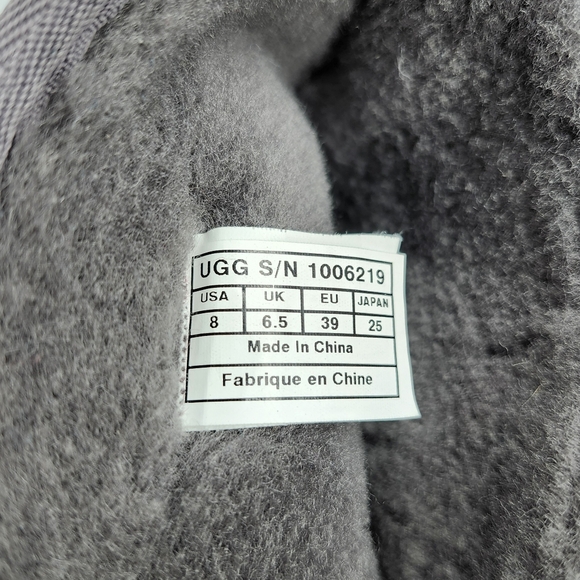 UGG S/N 1006219
USA UK EU JAPAN
8 6.5 39 25
Made In China
Fabrique en Chine